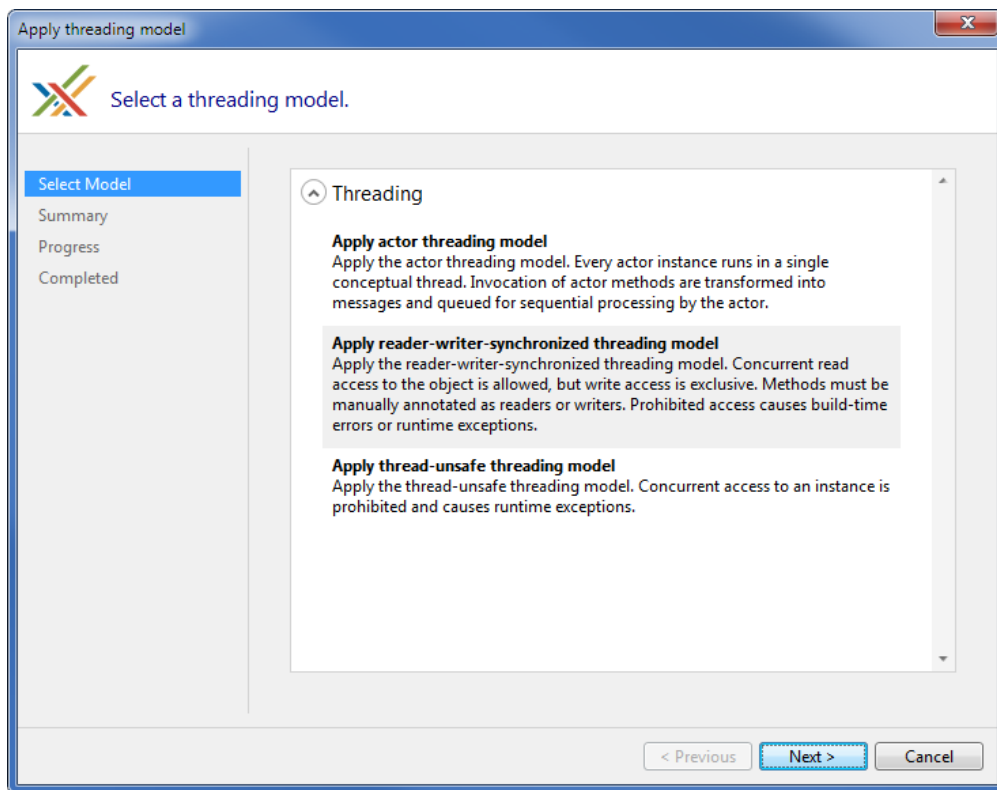 Apply threading model
Select a threading model.
Select Model
Summary
Progress
Completed
Threading
Apply actor threading model
Apply the actor threading model. Every actor instance runs in a single
conceptual thread. Invocation of actor methods are transformed into
messages and queued for sequential processing by the actor.
Apply reader-writer-synchronized threading model
Apply the reader-writer-synchronized threading model. Concurrent read
access to the object is allowed, but write access is exclusive. Methods must be
manually annotated as readers or writers. Prohibited access causes build-time
errors or runtime exceptions.
Apply thread-unsafe threading model
Apply the thread-unsafe threading model. Concurrent access to an instance is
prohibited and causes runtime exceptions.
< Previous
Next >
Cancel